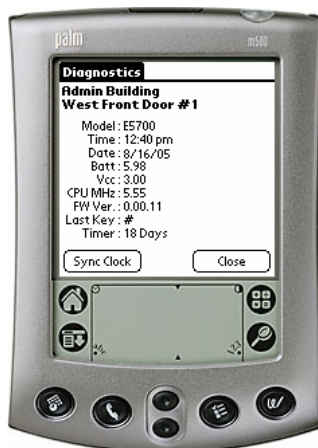 palm m500
Diagnostics
Admin Building
West Front Door #1
Model : E5700
Time : 12:40 pm
Date : 8/16/05
Batt : 5.98
Vcc : 3.00
CPU MHz : 5.55
FW Ver. : 0.00.11
Last Key : #
Timer : 18 Days
Sync Clock Close
abc 123